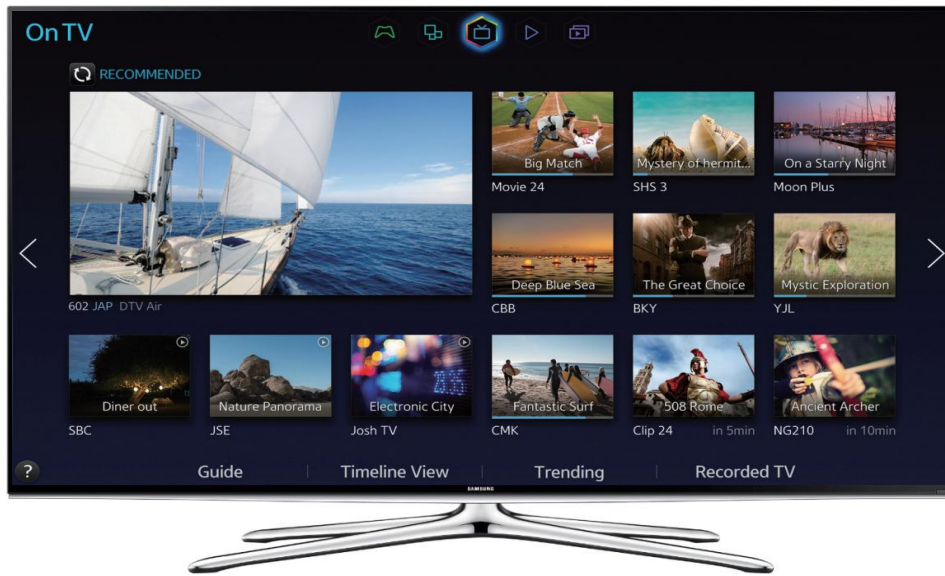 On TV
RECOMMENDED
602 JAP DTV Air
Big Match
Movie 24
Mystery of hermit...
SHS 3
On a Starry Night
Moon Plus
Deep Blue Sea
CBB
The Great Choice
BKY
Mystic Exploration
YJL
Diner out
SBC
Nature Panorama
JSE
Electronic City
Josh TV
Fantastic Surf
CMK
508 Rome
Clip 24 in 5min
Ancient Archer
NG210 in 10min
? Guide Timeline View Trending Recorded TV
SAMSUNG